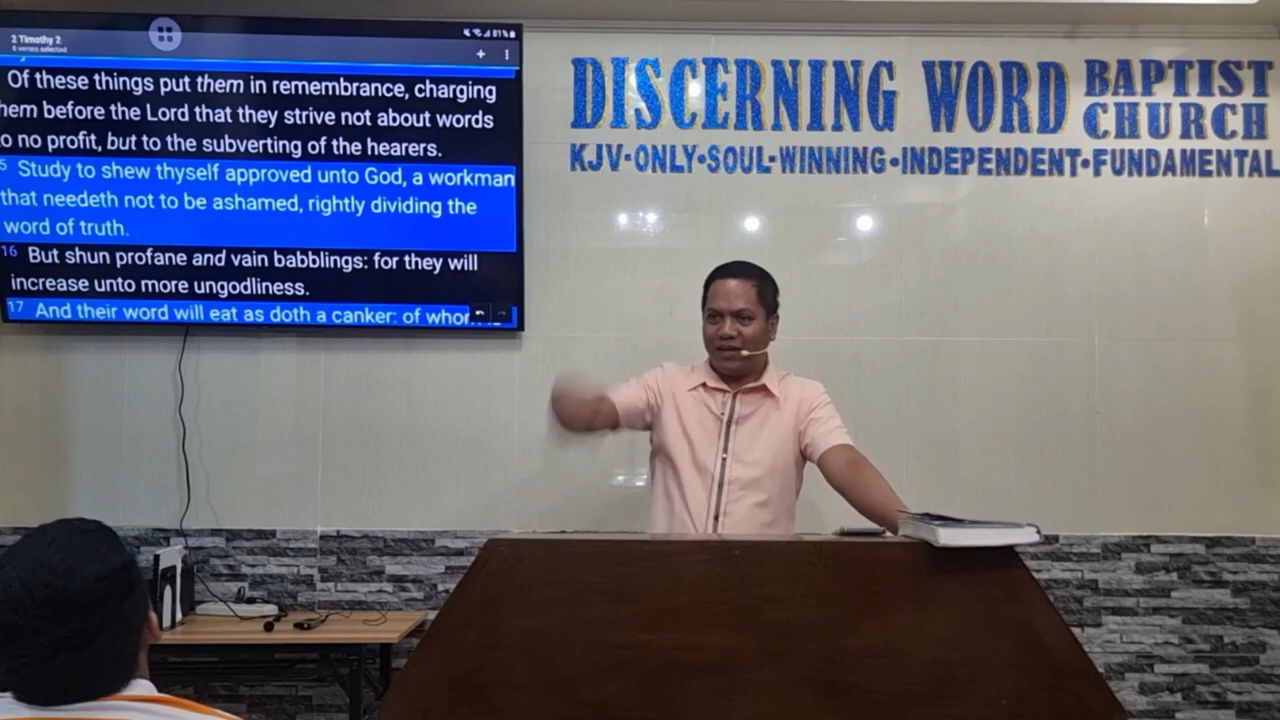 2 Timothy 2
6 verses selected
81%
Of these things put them in remembrance, charging
hem before the Lord that they strive not about words
o no profit, but to the subverting of the hearers.
5 Study to shew thyself approved unto God, a workman
that needeth not to be ashamed, rightly dividing the
word of truth.
16 But shun profane and vain babblings: for they will
increase unto more ungodliness.
17 And their word will eat as doth a canker: of whom
DISCERNING WORD BAPTIST
CHURCH
KJV-ONLY•SOUL-WINNING•INDEPENDENT•FUNDAMENTAL